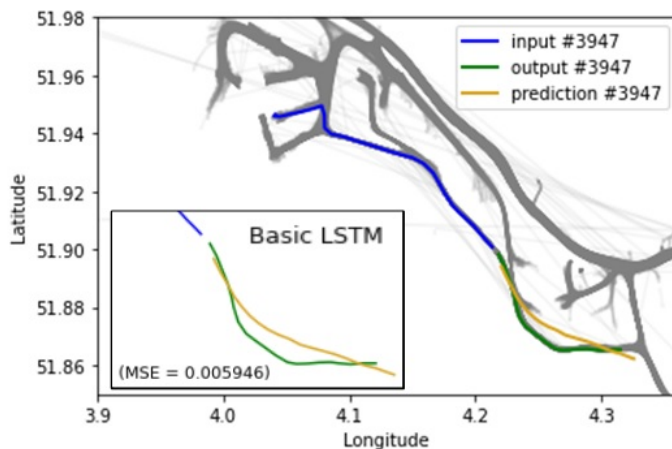 51.98
51.96
51.94
51.92
51.90
51.88
51.86
Latitude
input #3947
output #3947
prediction #3947
Basic LSTM
(MSE = 0.005946)
3.9 4.0 4.1 4.2 4.3
Longitude